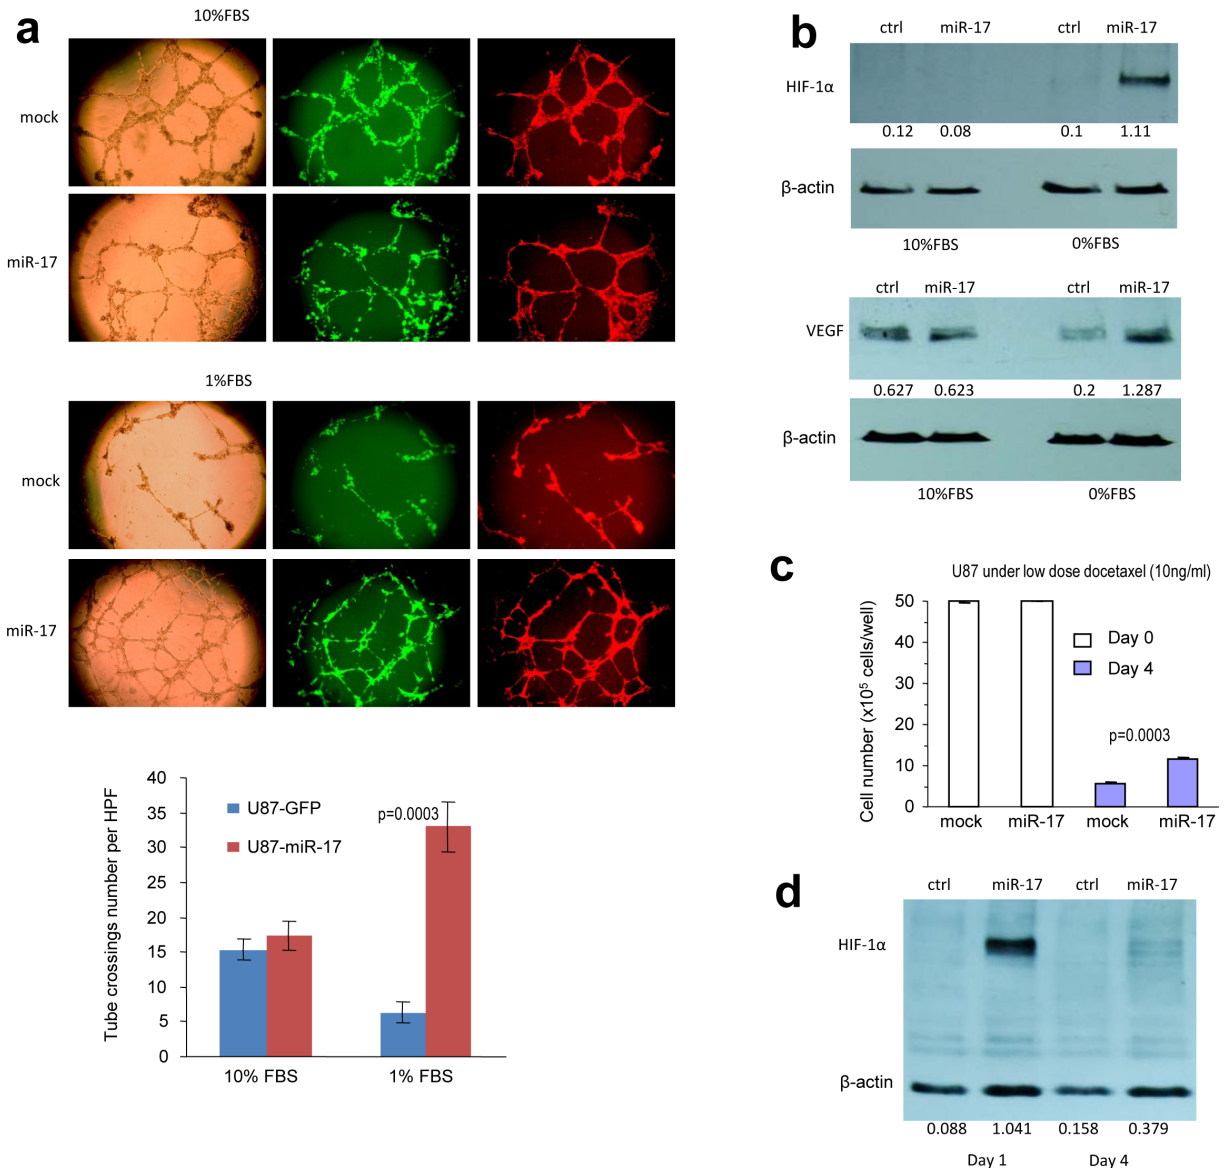 a
10%FBS
mock
miR-17
1%FBS
mock
miR-17
Tube crossings number per HPF
40
35
30
25
20
15
10
5
0
U87-GFP
U87-miR-17
p=0.0003
10% FBS
1% FBS
b
ctrl miR-17 ctrl miR-17
HIF-1α
0.12 0.08 0.1 1.11
β-actin
10%FBS 0%FBS
ctrl miR-17 ctrl miR-17
VEGF
0.627 0.623 0.2 1.287
β-actin
10%FBS 0%FBS
c
U87 under low dose docetaxel (10ng/ml)
Cell number (x10⁵ cells/well)
50
50
40
30
20
10
0
Day 0
Day 4
p=0.0003
mock miR-17 mock miR-17
d
ctrl miR-17 ctrl miR-17
HIF-1α
β-actin
0.088 1.041 0.158 0.379
Day 1 Day 4